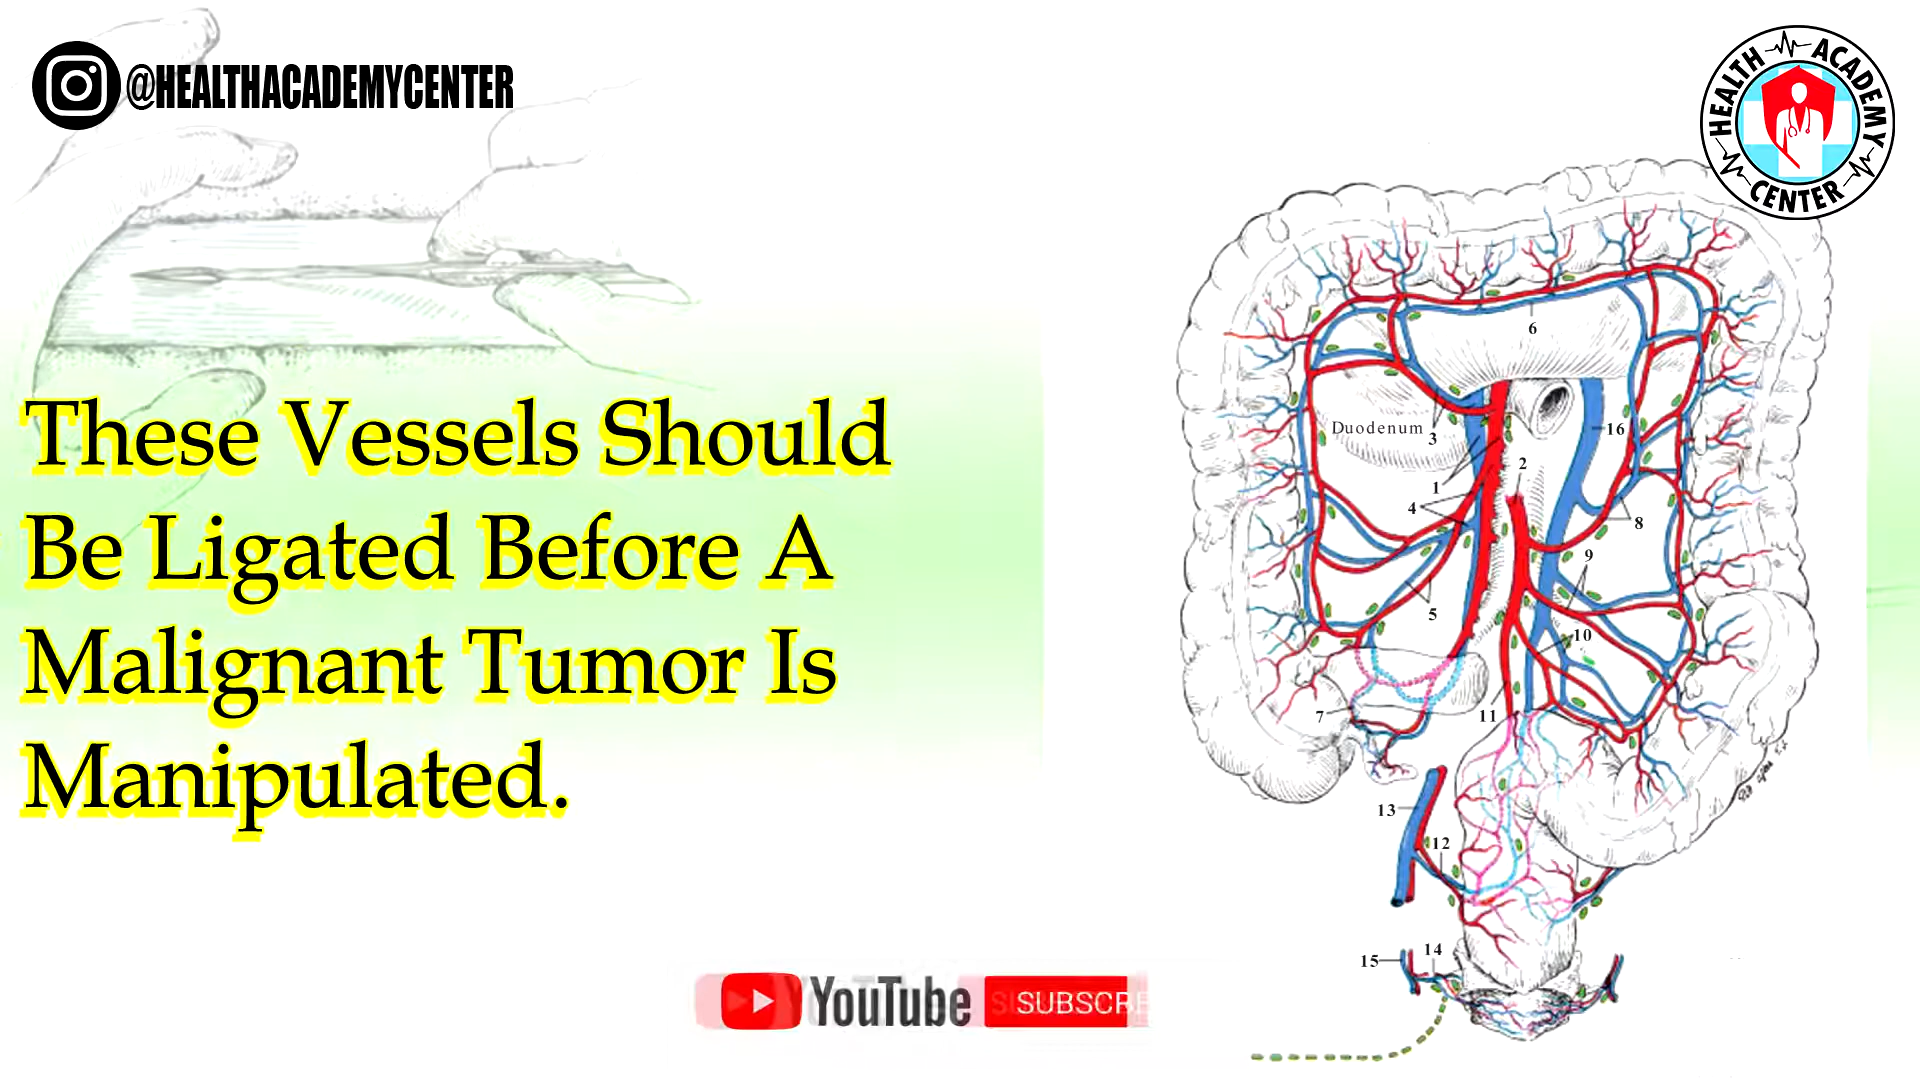 @HEALTHACADEMYCENTER
HEALTH ACADEMY
CENTER
These Vessels Should
Be Ligated Before A
Malignant Tumor Is
Manipulated.
6
Duodenum
3
16
2
1
4
8
9
5
10
7
11
13
12
14
15
YouTube
SUBSCRE